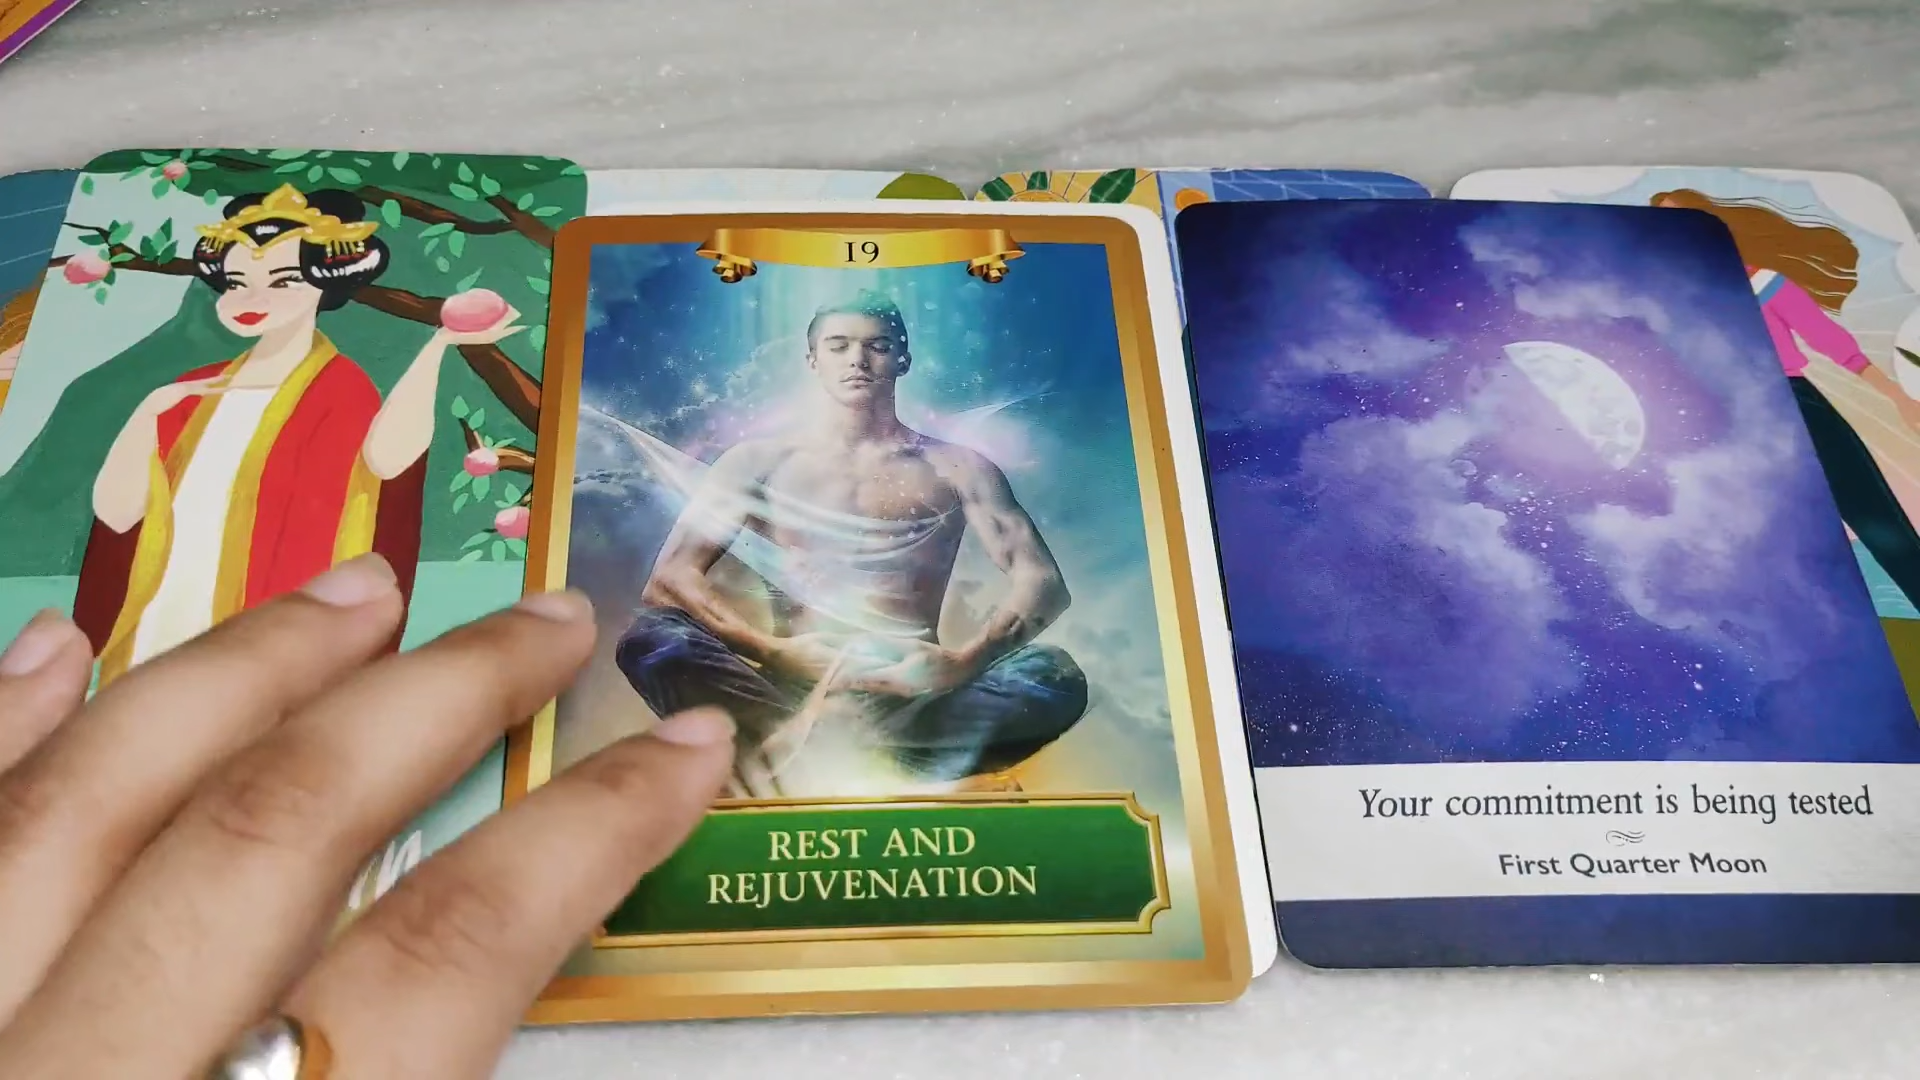 19
REST AND
REJUVENATION
Your commitment is being tested
First Quarter Moon